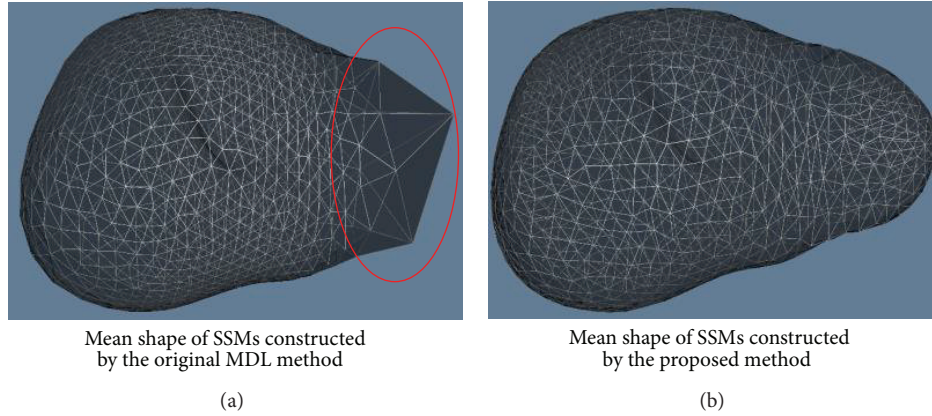 Mean shape of SSMs constructed
by the original MDL method
(a)
Mean shape of SSMs constructed
by the proposed method
(b)